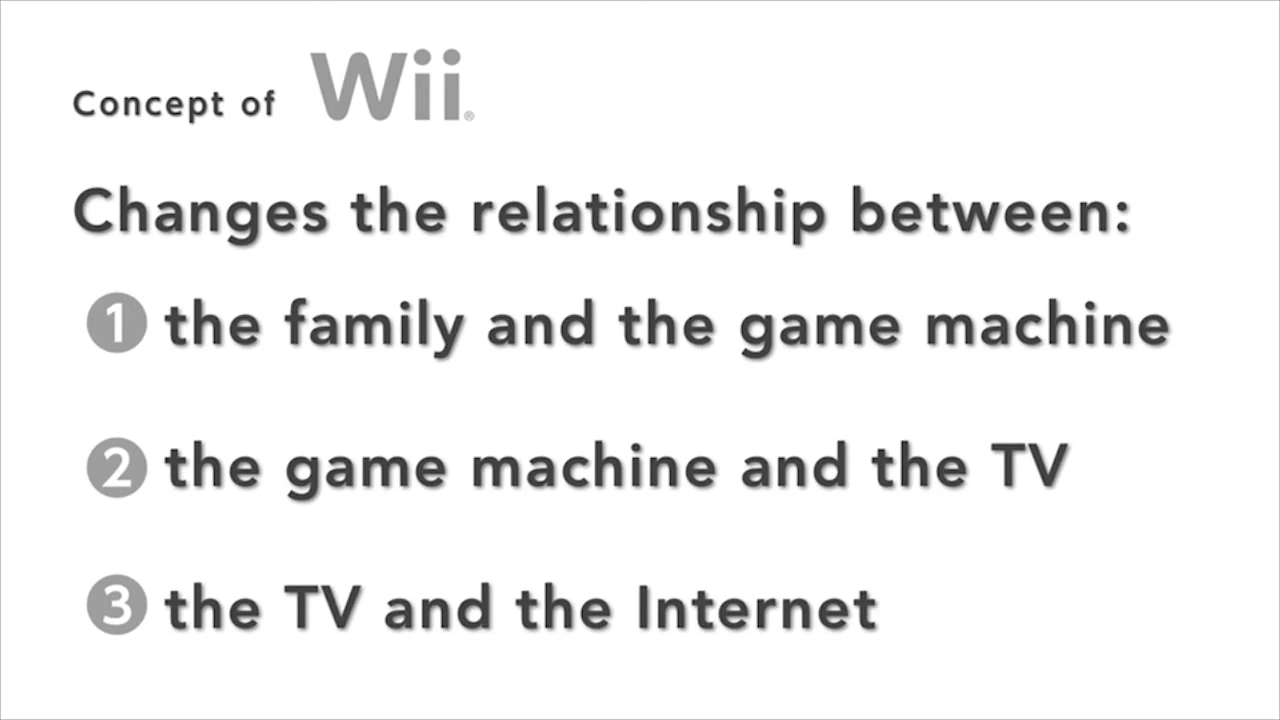 Concept of Wii®
Changes the relationship between:
1 the family and the game machine
2 the game machine and the TV
3 the TV and the Internet